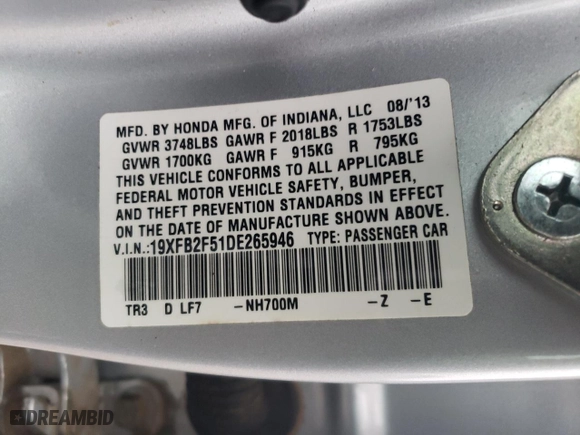 MFD. BY HONDA MFG. OF INDIANA, LLC 08/'13
GVWR 3748LBS GAWR F 2018LBS R 1753LBS
GVWR 1700KG GAWR F 915KG R 795KG
THIS VEHICLE CONFORMS TO ALL APPLICABLE
FEDERAL MOTOR VEHICLE SAFETY, BUMPER,
AND THEFT PREVENTION STANDARDS IN EFFECT
ON THE DATE OF MANUFACTURE SHOWN ABOVE.
V.I.N.:19XFB2F51DE265946 TYPE: PASSENGER CAR
TR3 D LF7 -NH700M -Z -E
DREAMBID